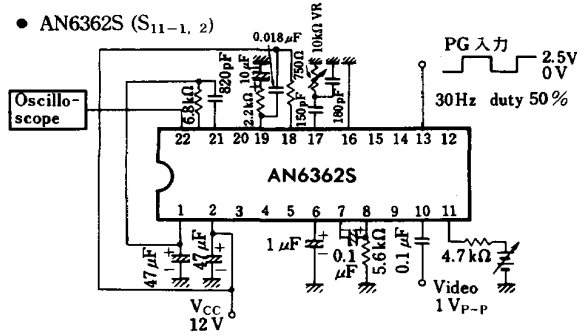 ● AN6362S (S11-1, 2)
Oscillo-
scope
6.8kΩ
820pF
2.2kΩ
10μF
0.018μF
750Ω
150pF
10kΩ VR
180pF
PG 入力
2.5V
0V
30Hz duty 50%
22 21 20 19 18 17 16 15 14 13 12
AN6362S
1 2 3 4 5 6 7 8 9 10 11
47μF
47μF
1μF
0.1
μF
5.6kΩ
0.1μF
4.7kΩ
VCC
12V
Video
1VP-P